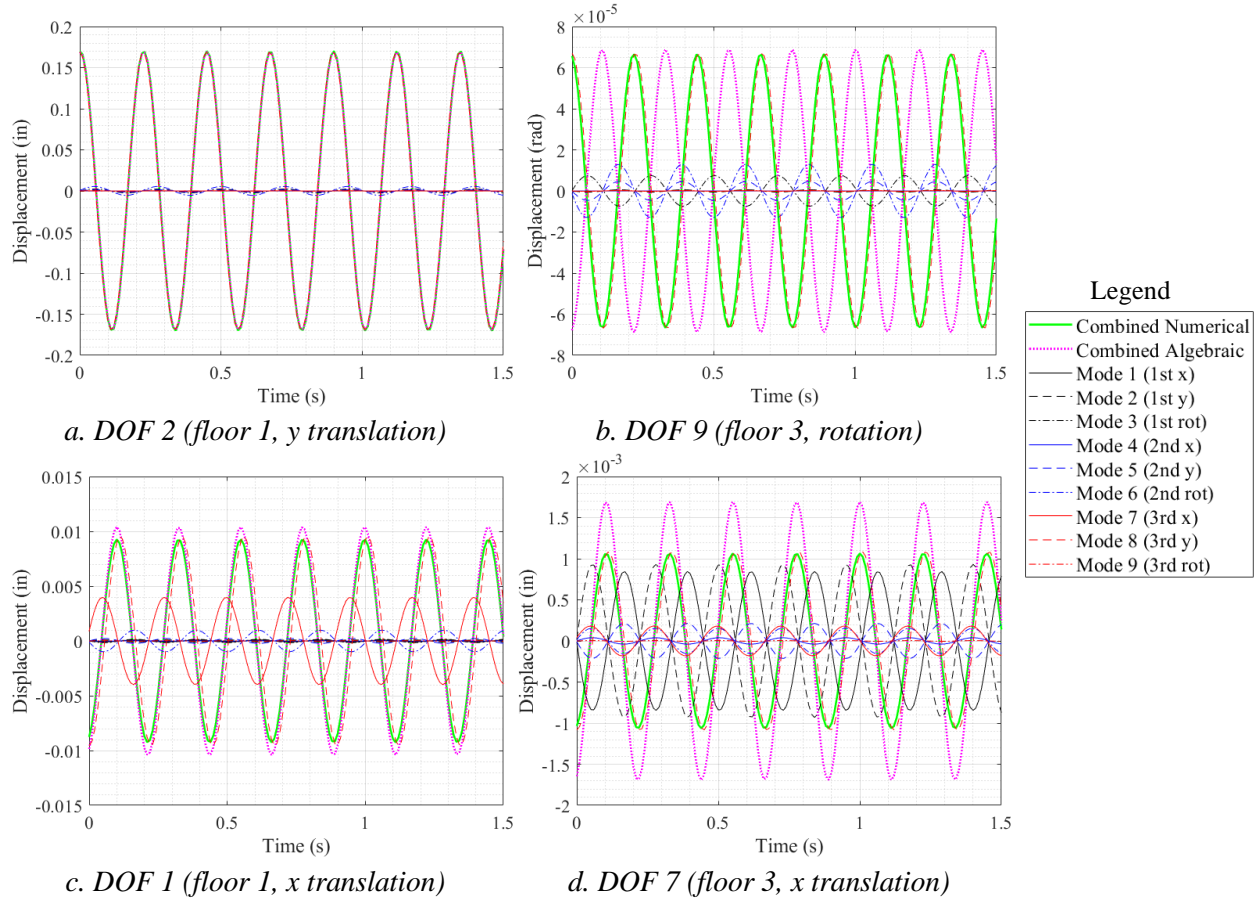 0.2
0.15
0.1
0.05
0
-0.05
-0.1
-0.15
-0.2
Displacement (in)
0 0.5 1 1.5
Time (s)
a. DOF 2 (floor 1, y translation)
×10⁻⁵
8
6
4
2
0
-2
-4
-6
-8
Displacement (rad)
0 0.5 1 1.5
Time (s)
b. DOF 9 (floor 3, rotation)
0.015
0.01
0.005
0
-0.005
-0.01
-0.015
Displacement (in)
0 0.5 1 1.5
Time (s)
c. DOF 1 (floor 1, x translation)
×10⁻³
2
1.5
1
0.5
0
-0.5
-1
-1.5
-2
Displacement (in)
0 0.5 1 1.5
Time (s)
d. DOF 7 (floor 3, x translation)
Legend
Combined Numerical
Combined Algebraic
Mode 1 (1st x)
Mode 2 (1st y)
Mode 3 (1st rot)
Mode 4 (2nd x)
Mode 5 (2nd y)
Mode 6 (2nd rot)
Mode 7 (3rd x)
Mode 8 (3rd y)
Mode 9 (3rd rot)